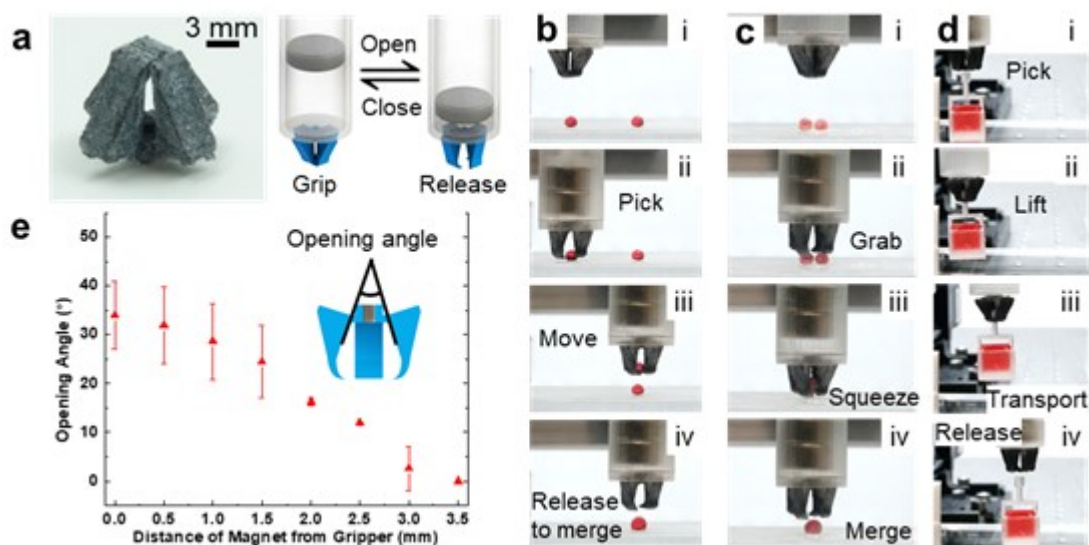 a
3 mm
Open
Close
Grip
Release
b
i
ii
Pick
iii
Move
iv
Release
to merge
c
i
ii
Grab
iii
Squeeze
iv
Merge
d
i
Pick
ii
Lift
iii
Transport
Release
iv
e
Opening angle
Opening Angle (°)
50
40
30
20
10
0
0.0 0.5 1.0 1.5 2.0 2.5 3.0 3.5
Distance of Magnet from Gripper (mm)